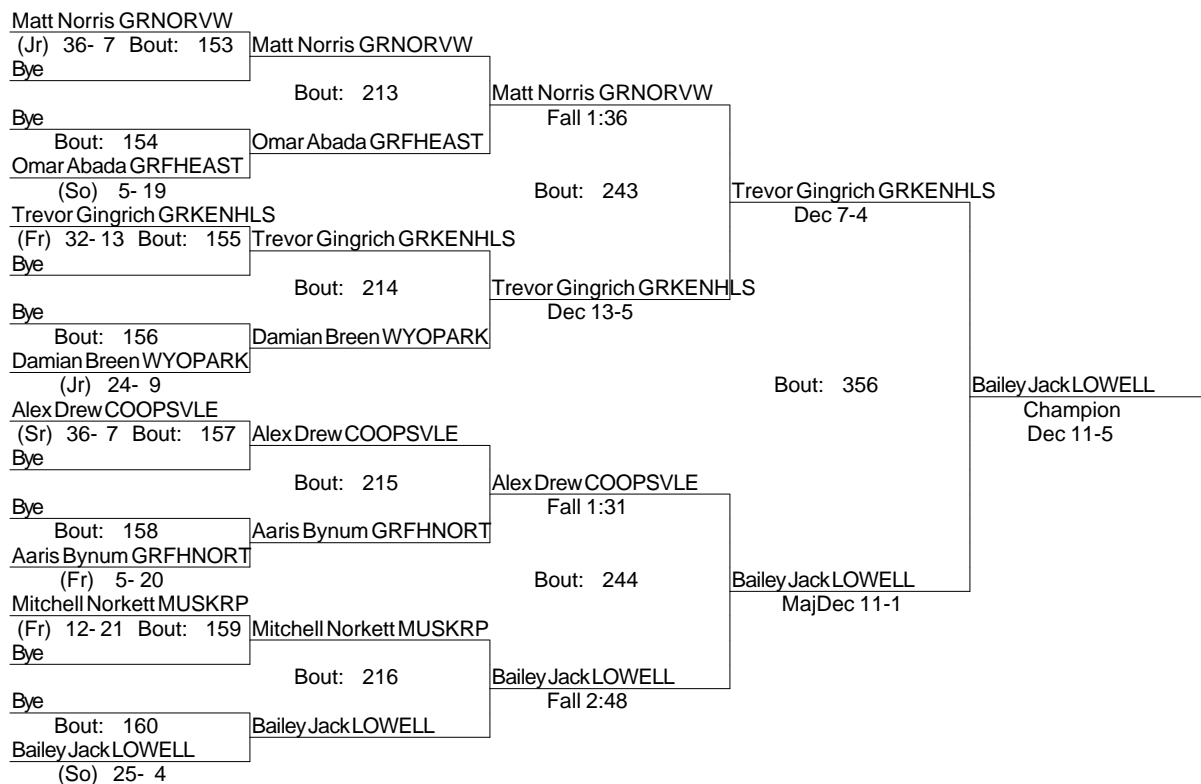 Matt Norris GRNORVW
(Jr) 36- 7 Bout: 153
Matt Norris GRNORVW
Bye
Bout: 213
Matt Norris GRNORVW
Bye
Fall 1:36
Bout: 154
Omar Abada GRFHEAST
Omar Abada GRFHEAST
(So) 5- 19
Bout: 243
Trevor Gingrich GRKENHLS
Trevor Gingrich GRKENHLS
Dec 7-4
(Fr) 32- 13 Bout: 155
Trevor Gingrich GRKENHLS
Bye
Bout: 214
Trevor Gingrich GRKENHLS
Bye
Dec 13-5
Bout: 156
Damian Breen WYOPARK
Damian Breen WYOPARK
(Jr) 24- 9
Bout: 356
Bailey Jack LOWELL
Alex Drew COOPSVLE
Champion
(Sr) 36- 7 Bout: 157
Alex Drew COOPSVLE
Dec 11-5
Bye
Bout: 215
Alex Drew COOPSVLE
Bye
Fall 1:31
Bout: 158
Aaris Bynum GRFHNORT
Aaris Bynum GRFHNORT
(Fr) 5- 20
Bout: 244
Bailey Jack LOWELL
Mitchell Norkett MUSKRP
MajDec 11-1
(Fr) 12- 21 Bout: 159
Mitchell Norkett MUSKRP
Bye
Bout: 216
Bailey Jack LOWELL
Bye
Fall 2:48
Bout: 160
Bailey Jack LOWELL
Bailey Jack LOWELL
(So) 25- 4